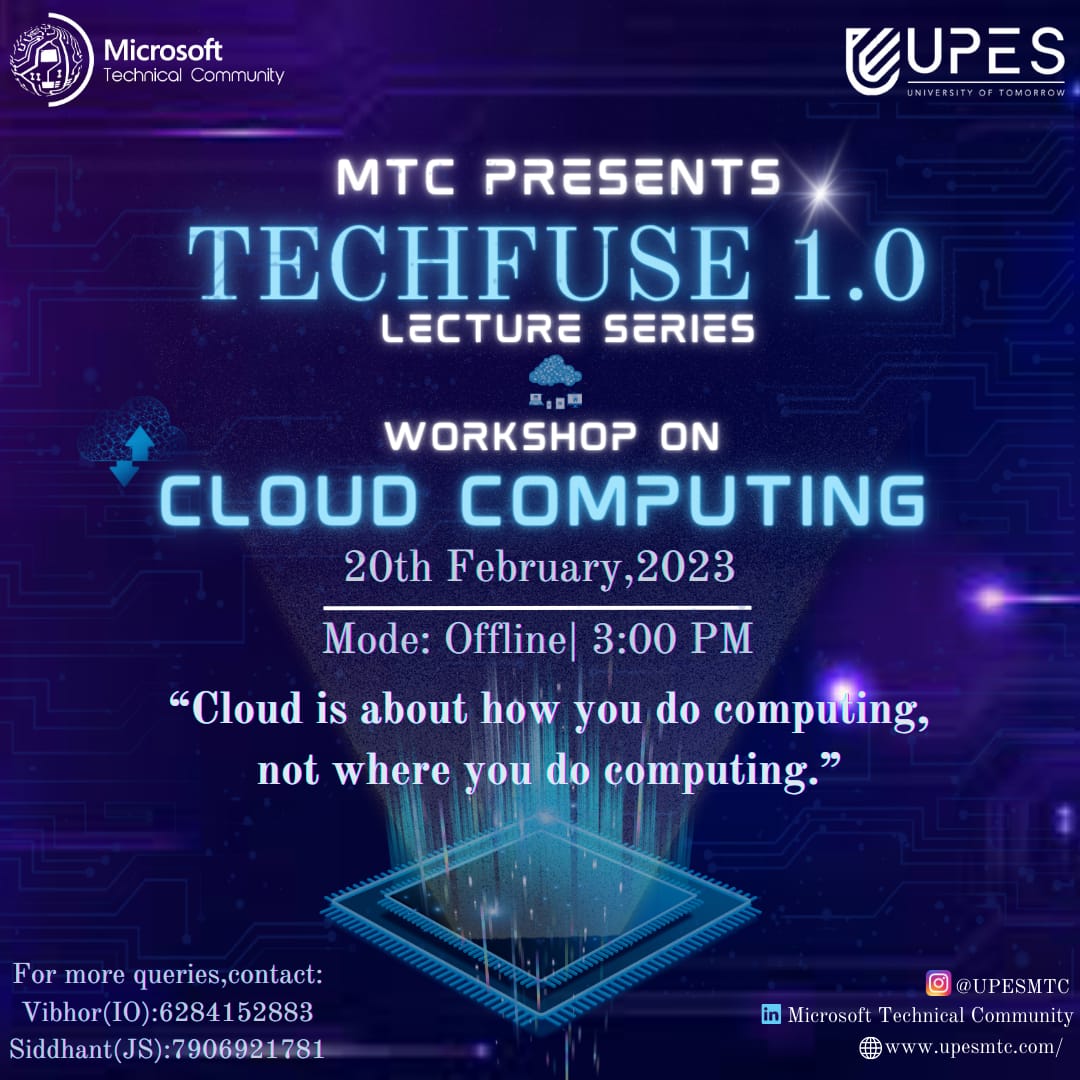 Microsoft
Technical Community
UPES
UNIVERSITY OF TOMORROW
MTC PRESENTS
TECHFUSE 1.0
LECTURE SERIES
WORKSHOP ON
CLOUD COMPUTING
20th February,2023
Mode: Offline| 3:00 PM
“Cloud is about how you do computing,
not where you do computing.”
For more queries,contact:
Vibhor(IO):6284152883
Siddhant(JS):7906921781
@UPESMTC
in Microsoft Technical Community
www.upesmtc.com/